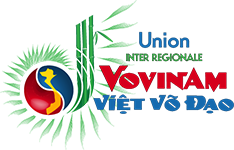 Union
INTER REGIONALE
VOVINAM
VIỆT VÕ ĐẠO